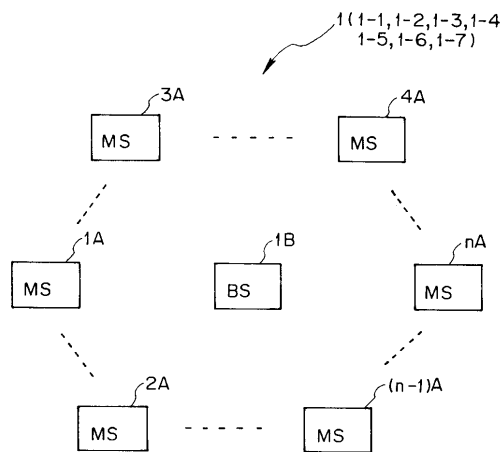 1(1-1, 1-2, 1-3, 1-4
1-5, 1-6, 1-7)
3A
4A
MS
MS
1A
1B
nA
MS
BS
MS
2A
(n-1)A
MS
MS